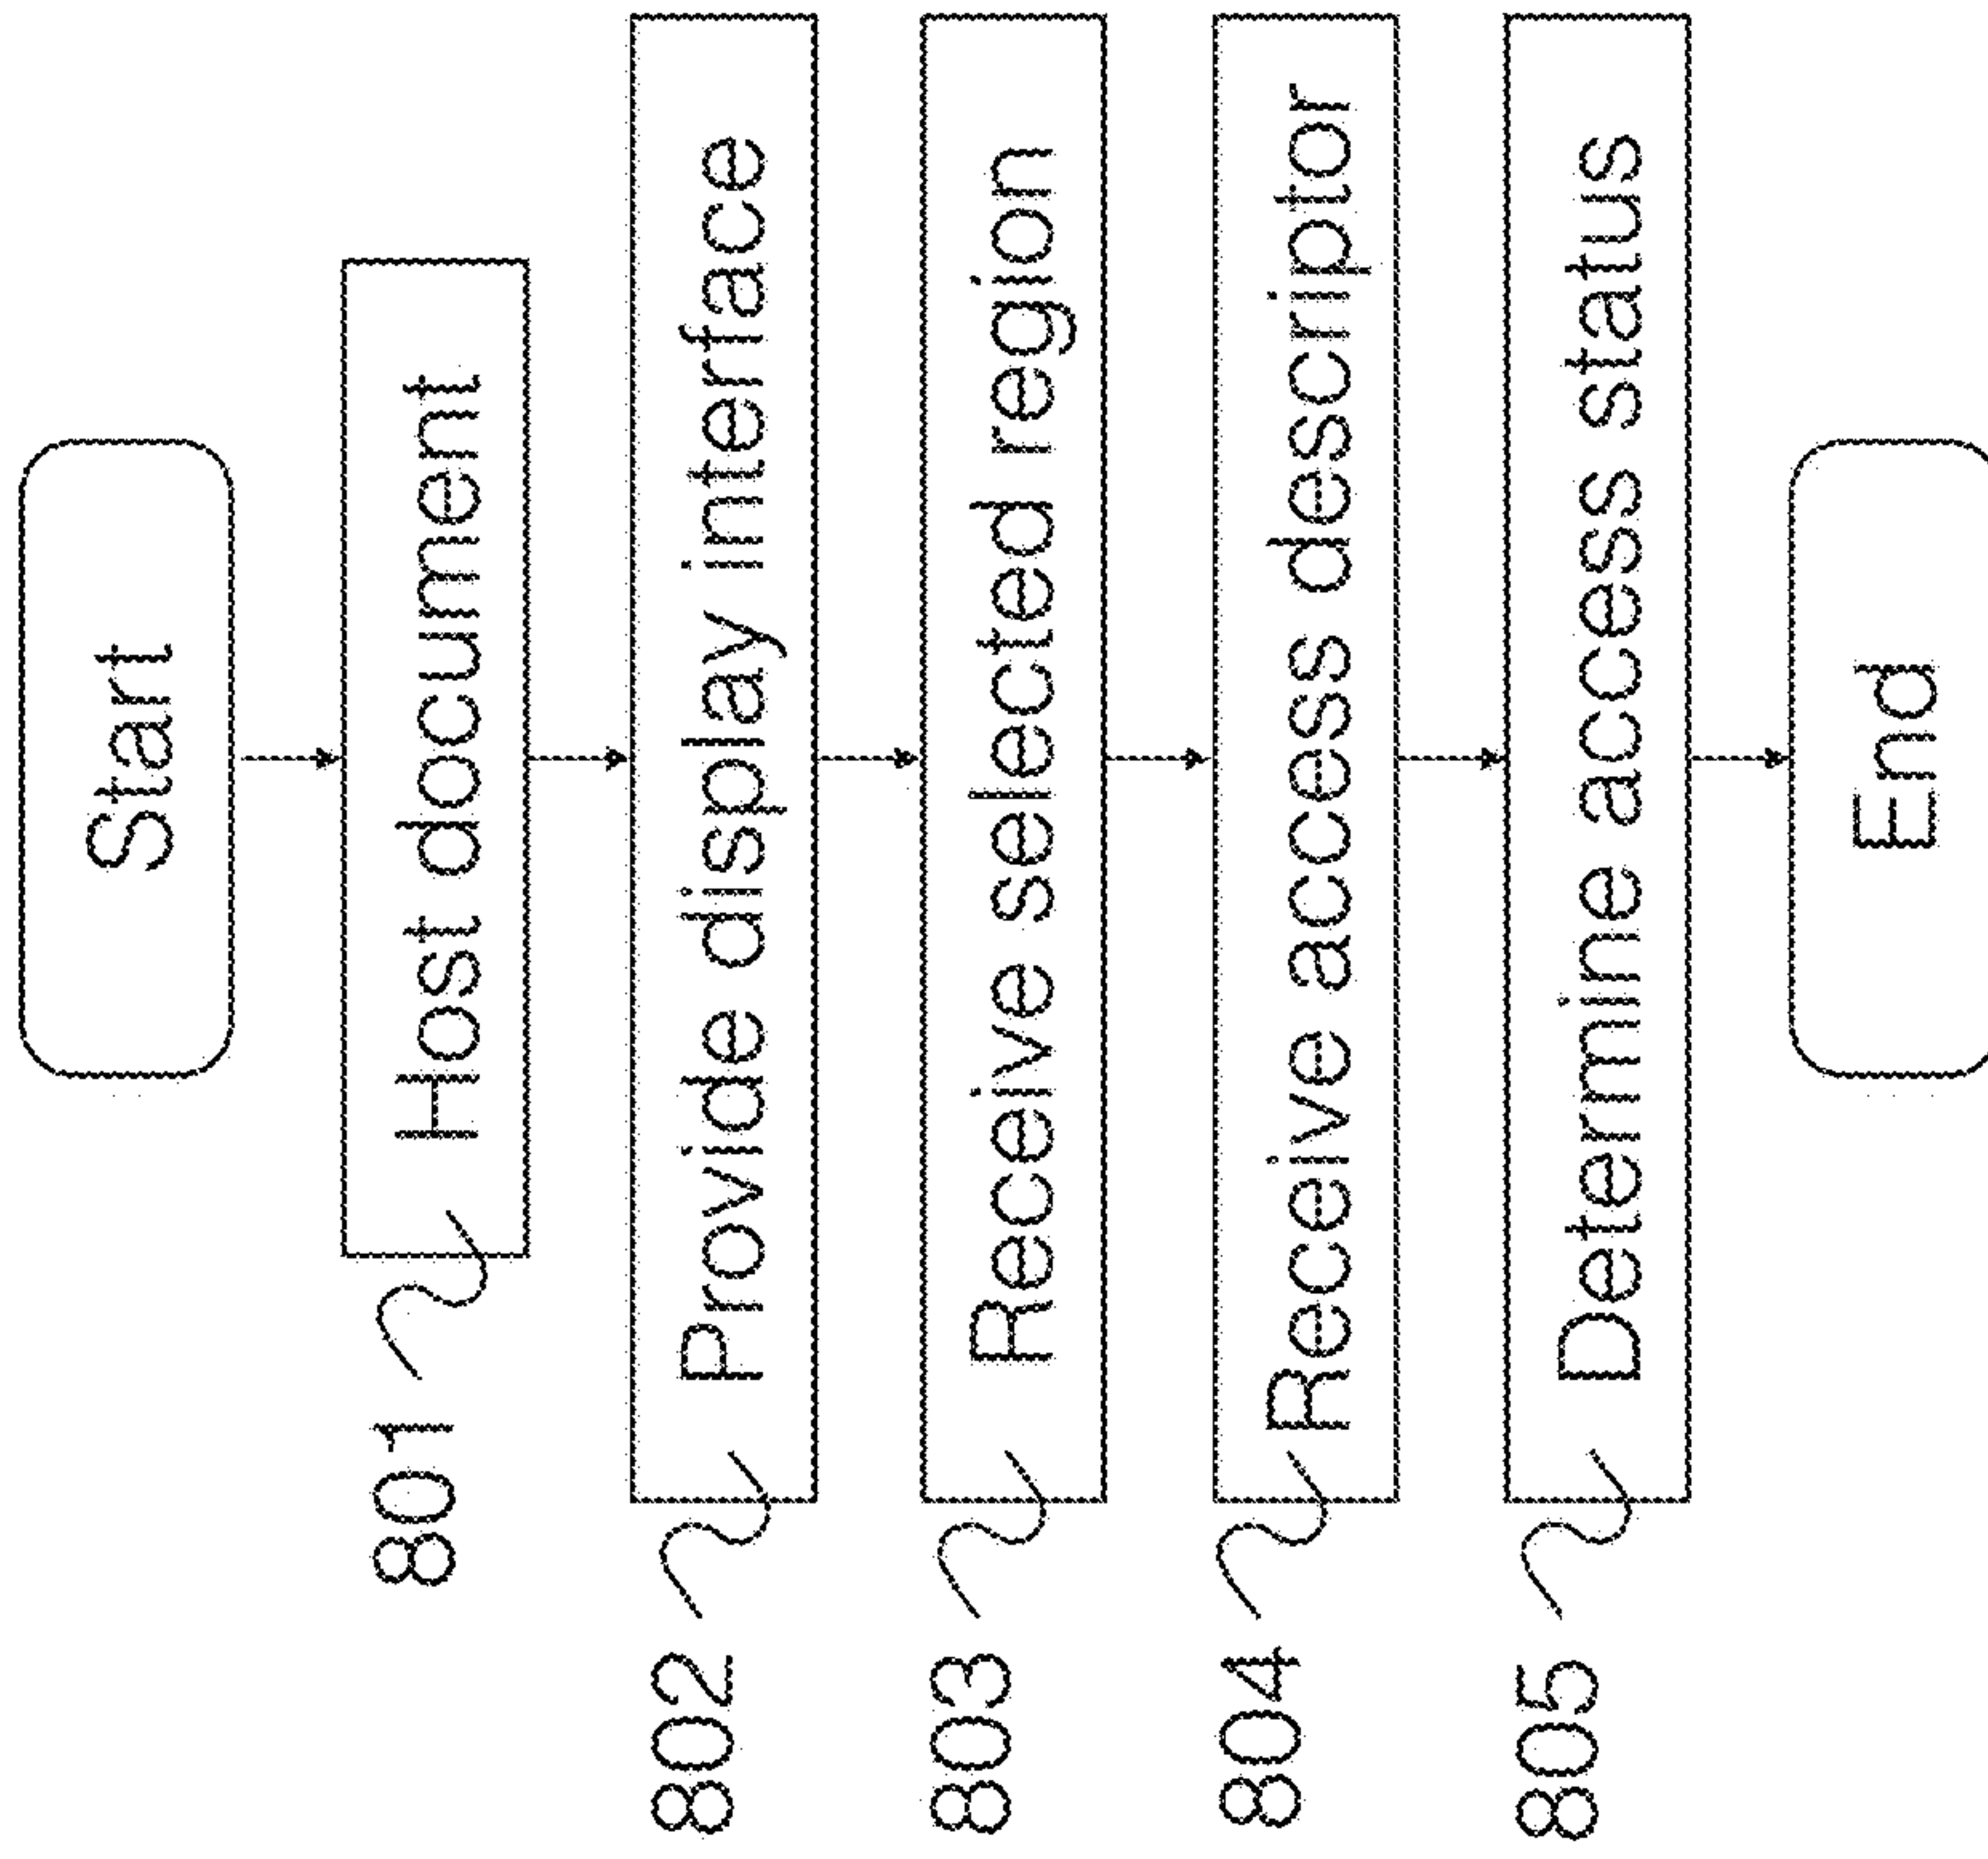 Start
801
Host document
802
Provide display interface
803
Receive selected region
804
Receive access descriptor
805
Determine access status
End